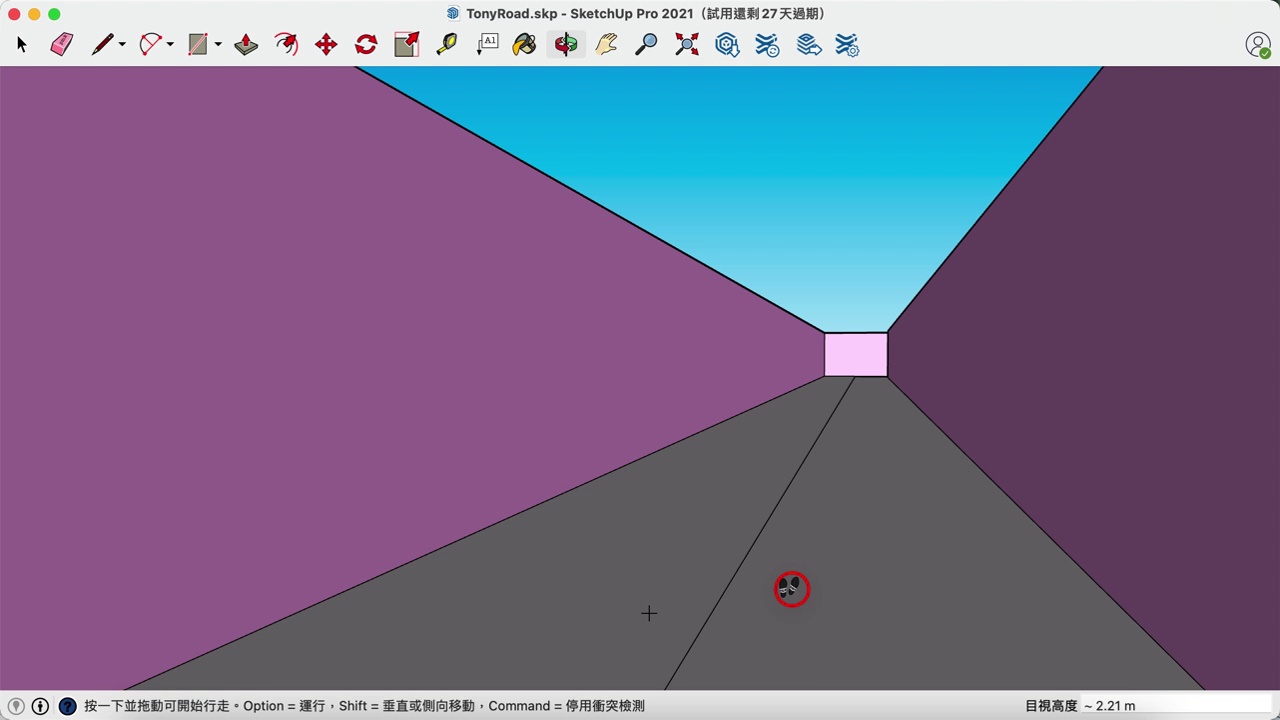 TonyRoad.skp - SketchUp Pro 2021（試用還剩 27 天過期）
A1
按一下並拖動可開始行走。Option = 運行，Shift = 垂直或側向移動，Command = 停用衝突檢測
目視高度 ~ 2.21 m